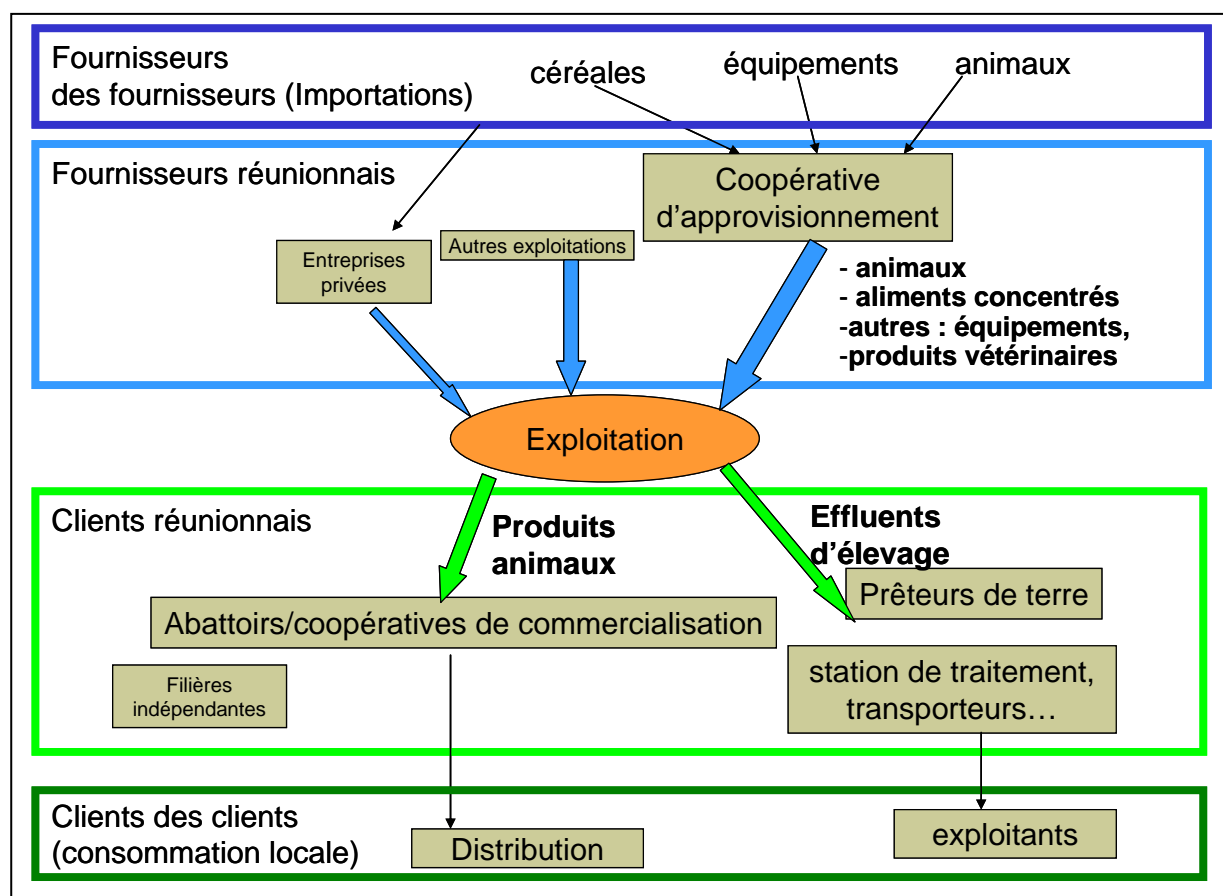 Fournisseurs
des fournisseurs (Importations)
céréales
équipements
animaux
Fournisseurs réunionnais
Coopérative
d'approvisionnement
Autres exploitations
Entreprises
privées
- animaux
- aliments concentrés
-autres : équipements,
-produits vétérinaires
Exploitation
Clients réunionnais
Produits
animaux
Effluents
d'élevage
Prêteurs de terre
Abattoirs/coopératives de commercialisation
Filières
indépendantes
station de traitement,
transporteurs…
Clients des clients
(consommation locale)
Distribution
exploitants